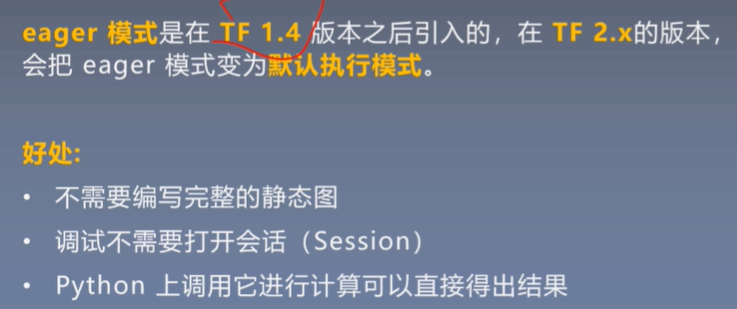 eager 模式是在 TF 1.4 版本之后引入的，在 TF 2.x的版本，
会把 eager 模式变为默认执行模式。
好处:
• 不需要编写完整的静态图
• 调试不需要打开会话（Session）
• Python 上调用它进行计算可以直接得出结果